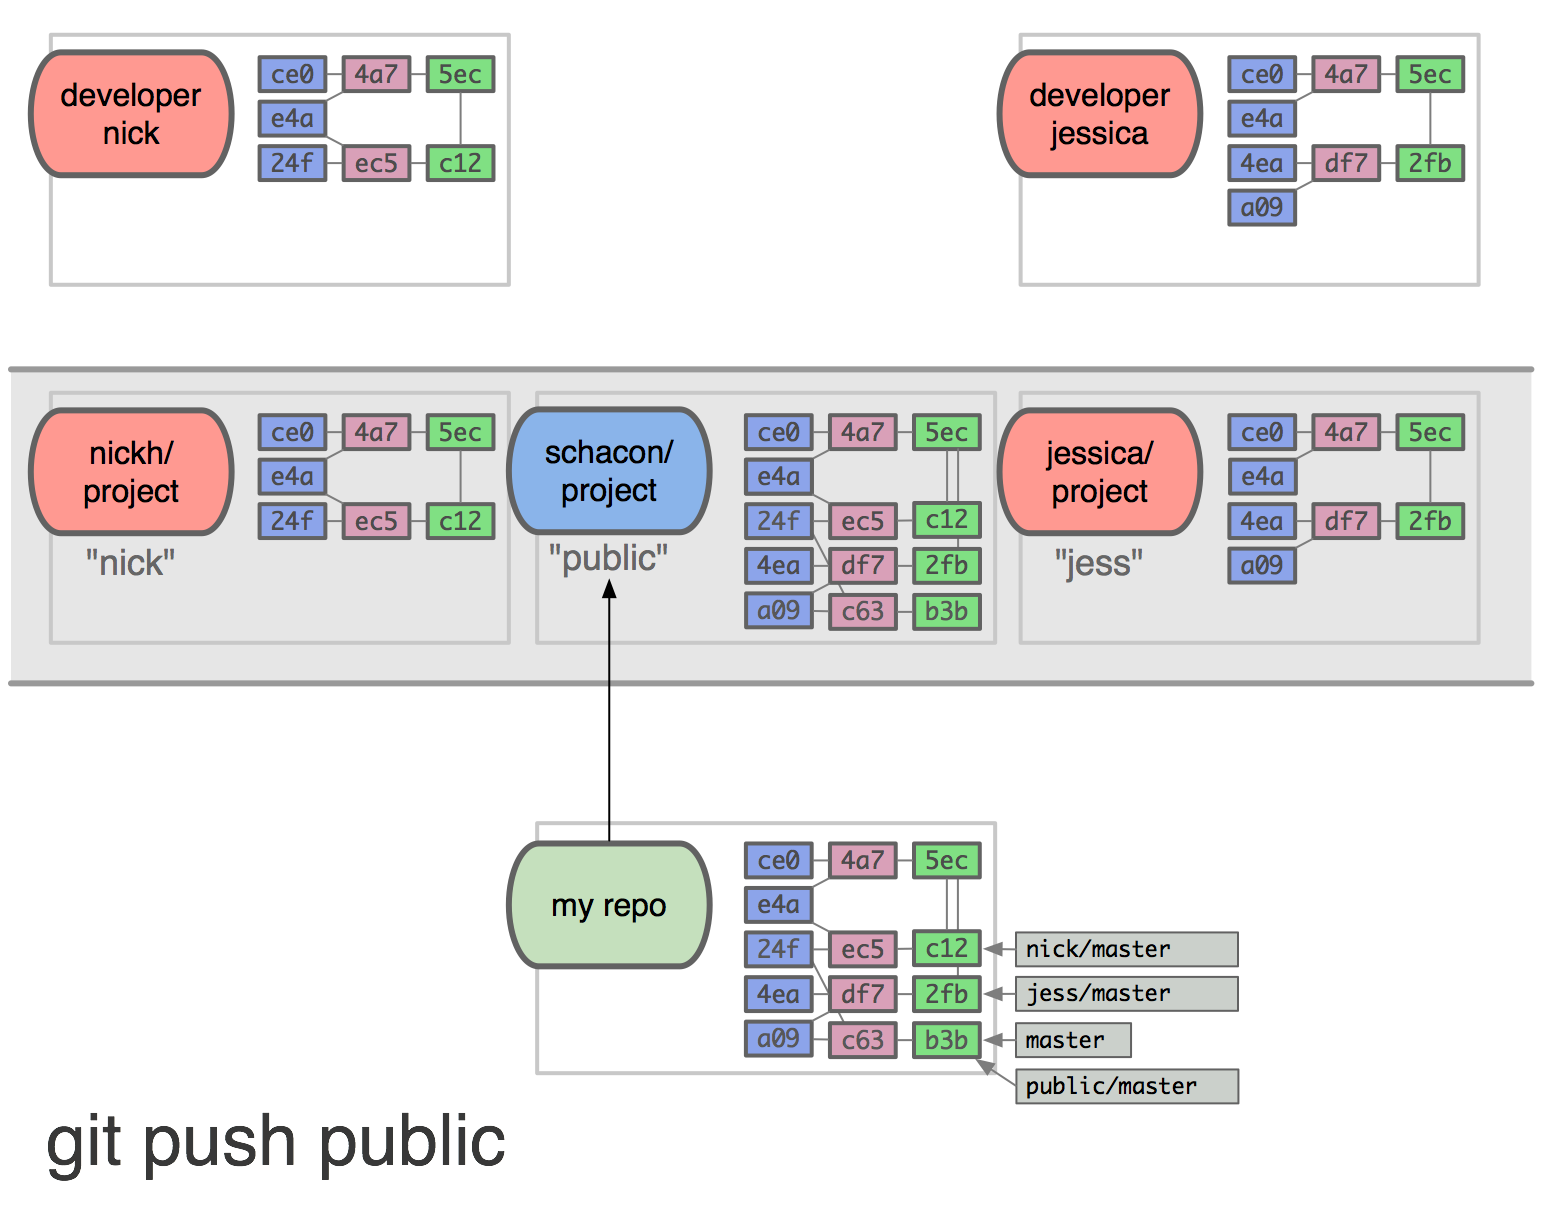 developer
nick
ce0 4a7 5ec
e4a
24f ec5 c12
developer
jessica
ce0 4a7 5ec
e4a
4ea df7 2fb
a09
nickh/
project
"nick"
ce0 4a7 5ec
e4a
24f ec5 c12
schacon/
project
"public"
ce0 4a7 5ec
e4a
24f ec5 c12
4ea df7 2fb
a09 c63 b3b
jessica/
project
"jess"
ce0 4a7 5ec
e4a
4ea df7 2fb
a09
my repo
ce0 4a7 5ec
e4a
24f ec5 c12 nick/master
4ea df7 2fb jess/master
a09 c63 b3b master
public/master
git push public